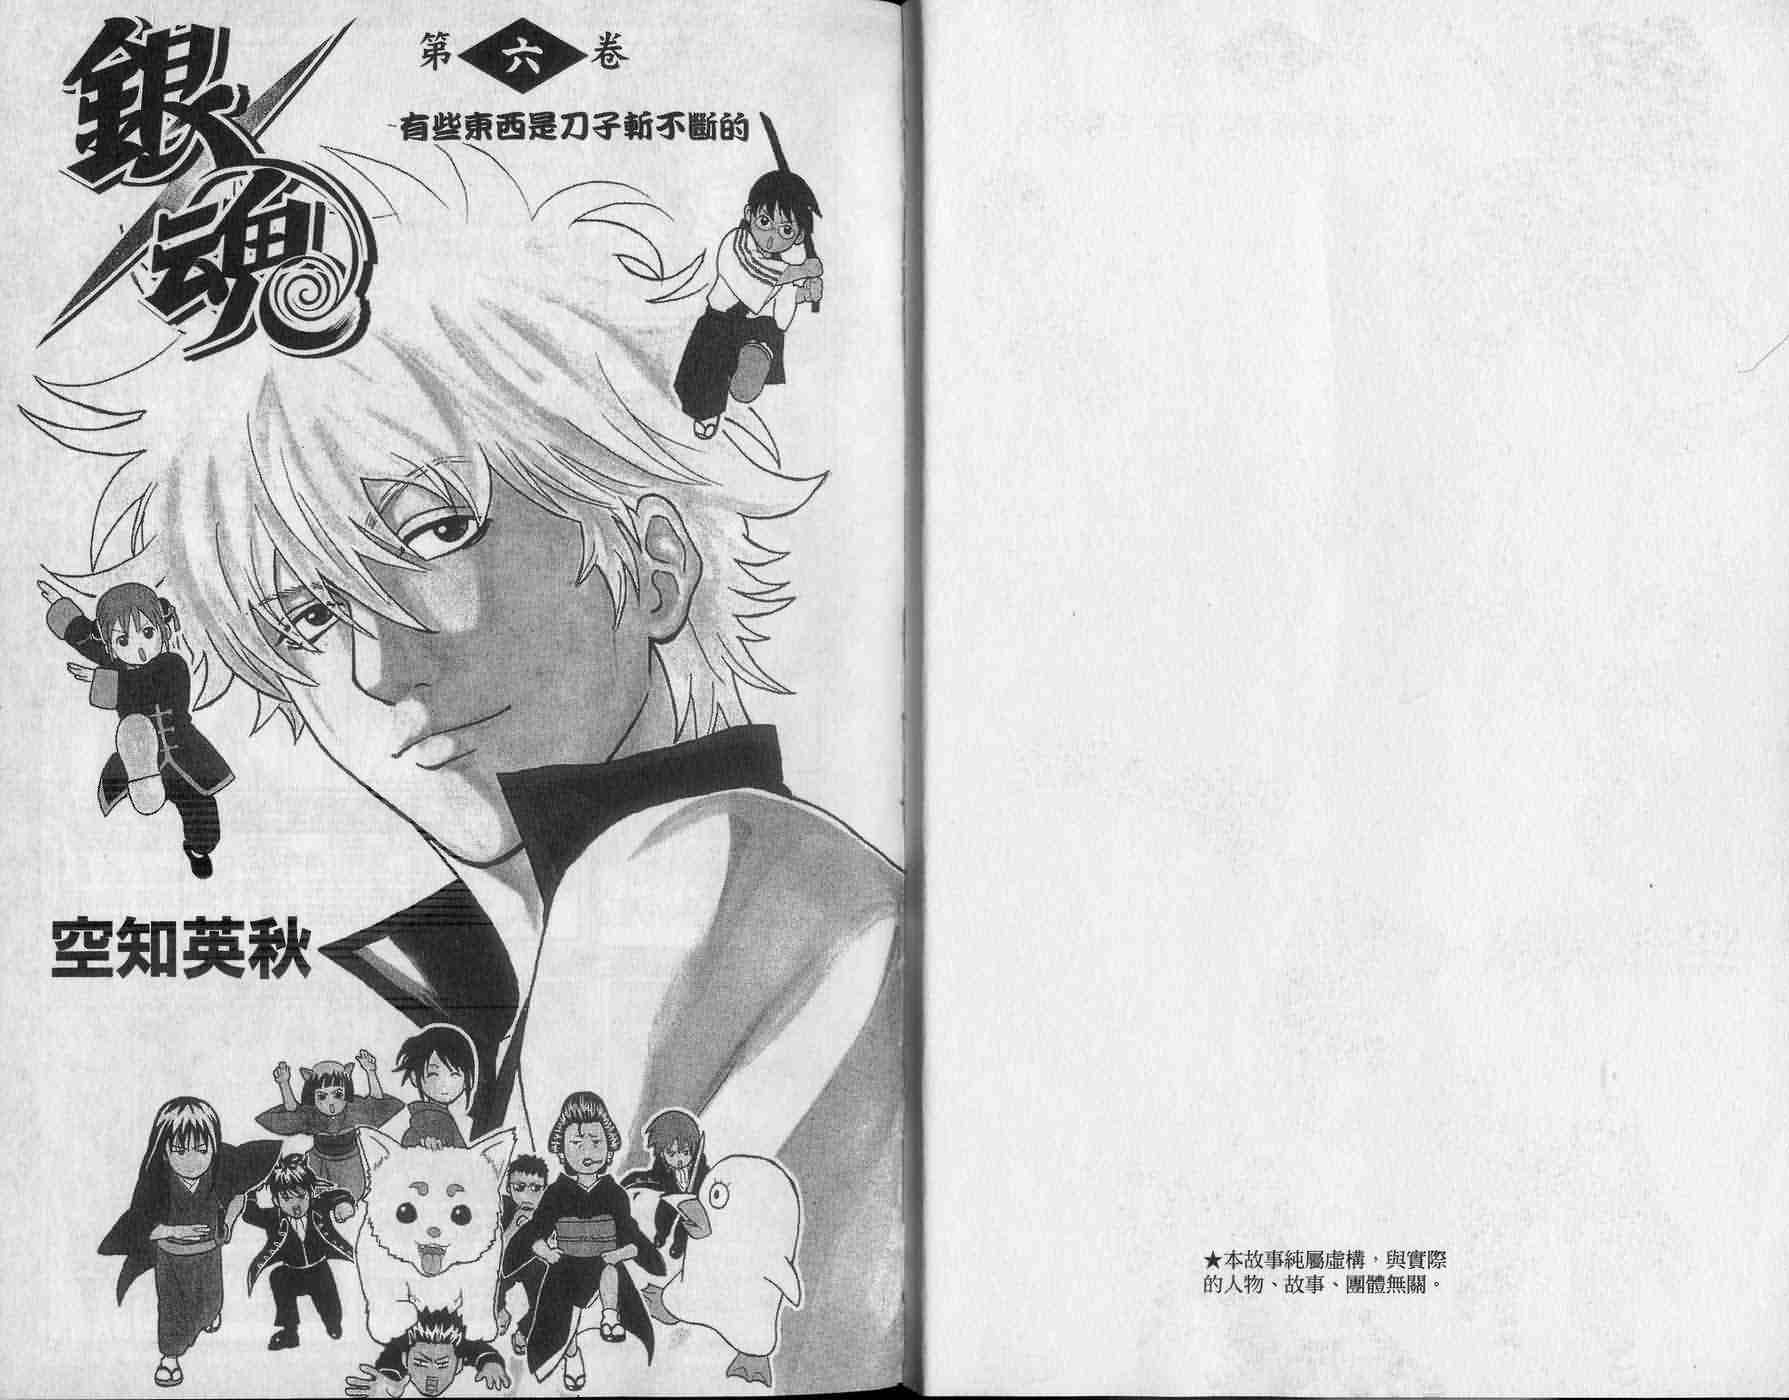 銀魂
第六卷
有些東西是刀子斬不斷的
空知英秋
★本故事純屬虛構，與實際
的人物、故事、團體無關。